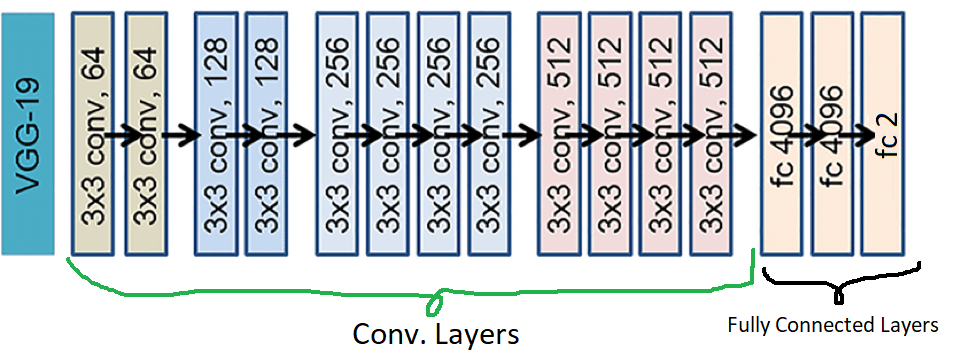 VGG-19
3x3 conv, 64
3x3 conv, 64
3x3 conv, 128
3x3 conv, 128
3x3 conv, 256
3x3 conv, 256
3x3 conv, 256
3x3 conv, 256
3x3 conv, 512
3x3 conv, 512
3x3 conv, 512
3x3 conv, 512
fc 4096
fc 4096
fc 2
Conv. Layers
Fully Connected Layers